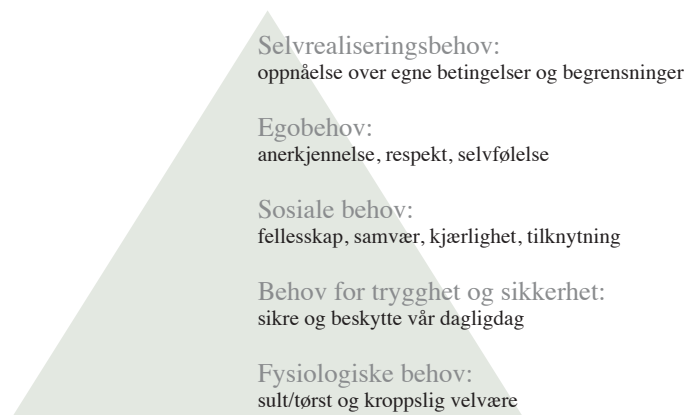 Selvrealiseringsbehov:
oppnåelse over egne betingelser og begrensninger
Egobehov:
anerkjennelse, respekt, selvfølelse
Sosiale behov:
fellesskap, samvær, kjærlighet, tilknytning
Behov for trygghet og sikkerhet:
sikre og beskytte vår dagligdag
Fysiologiske behov:
sult/tørst og kroppslig velvære